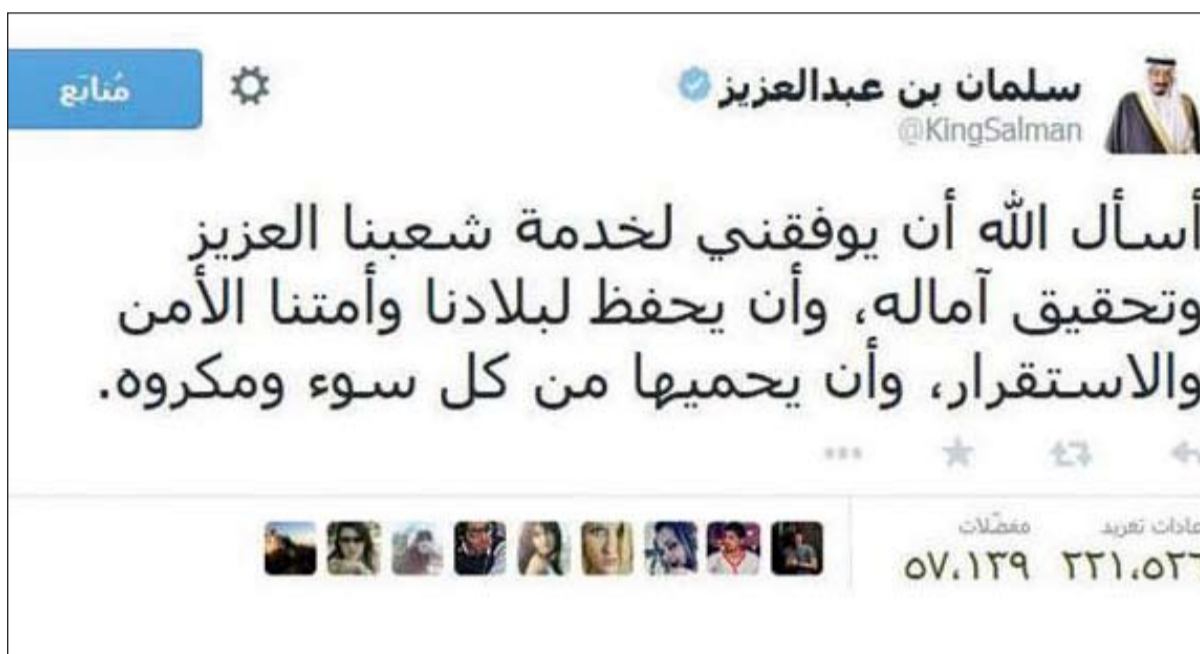 سلمان بن عبدالعزيز
@KingSalman
مُتابَع
أسأل الله أن يوفقني لخدمة شعبنا العزيز
وتحقيق آماله، وأن يحفظ لبلادنا وأمتنا الأمن
والاستقرار، وأن يحميها من كل سوء ومكروه.
تغريد مفضّلات
٥٧،١٣٩